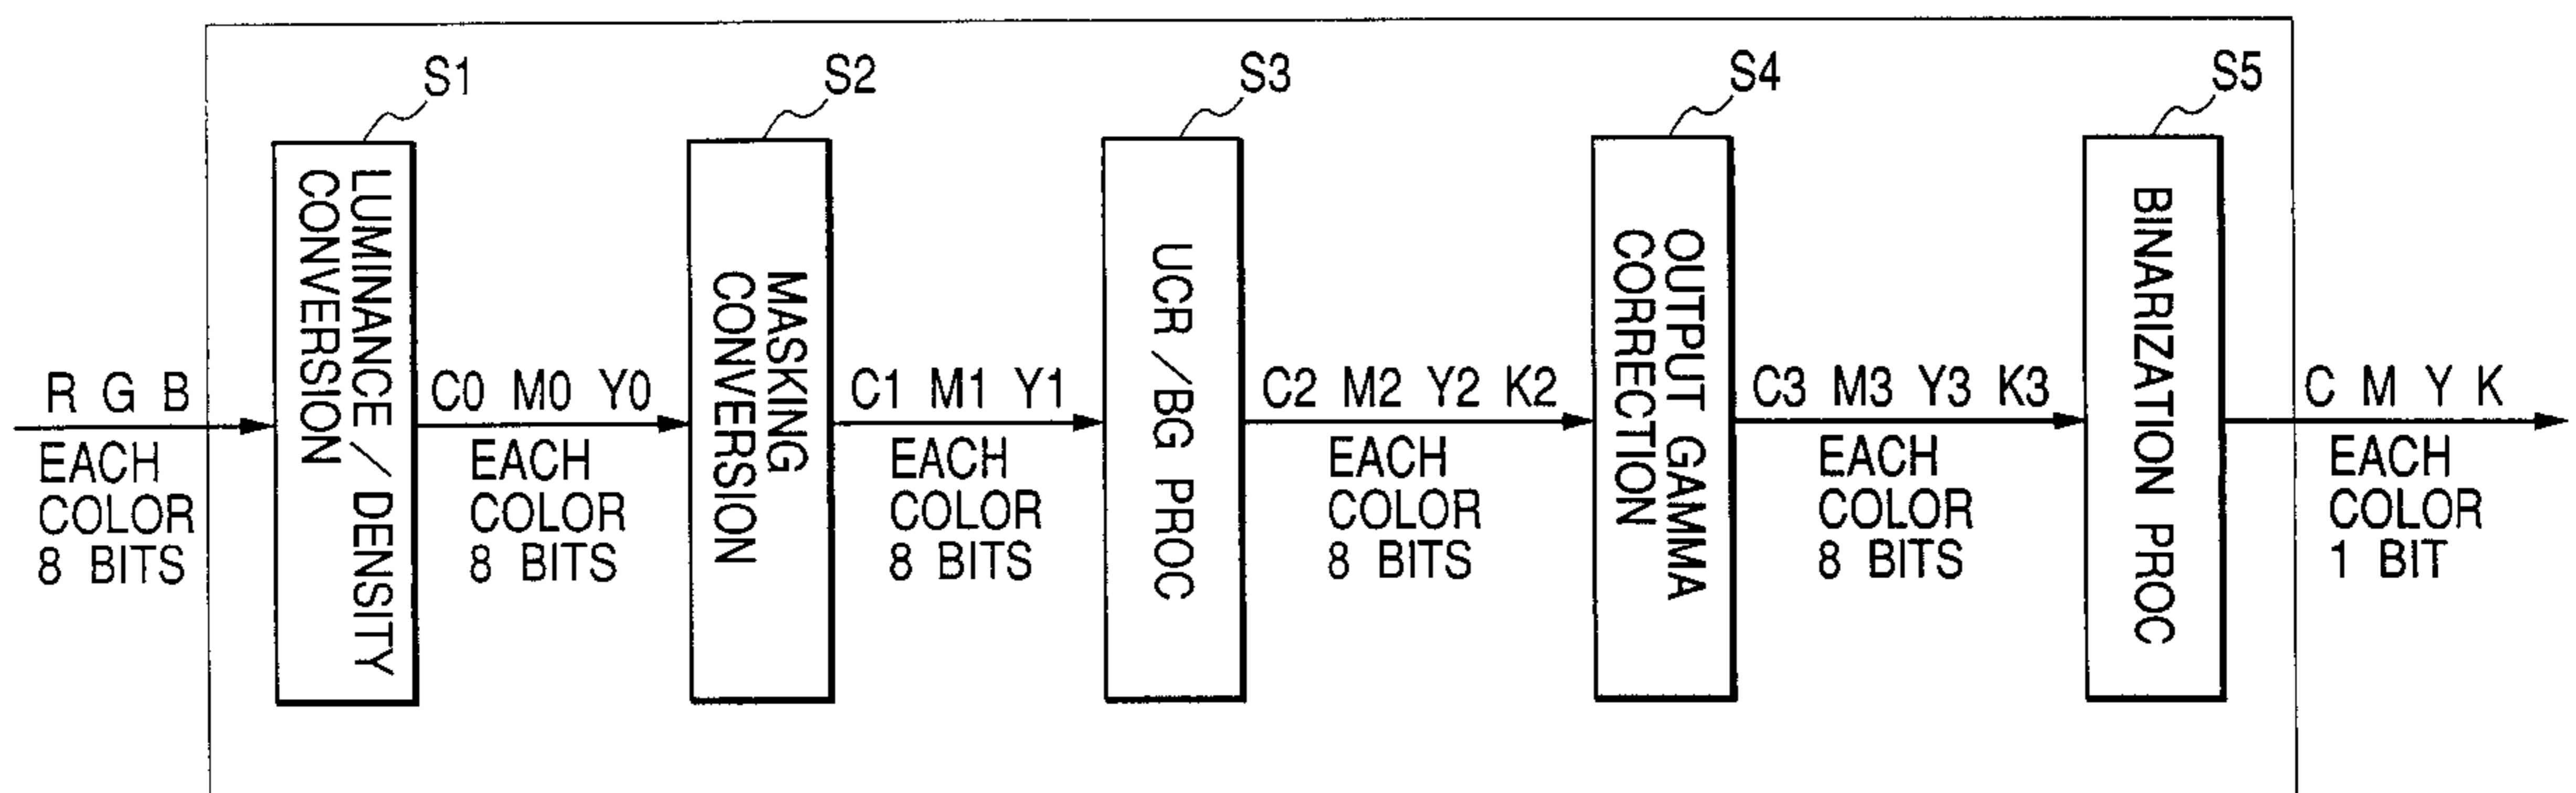 S1
S2
S3
S4
S5
R G B
EACH
COLOR
8 BITS
LUMINANCE / DENSITY
CONVERSION
C0 M0 Y0
EACH
COLOR
8 BITS
MASKING
CONVERSION
C1 M1 Y1
EACH
COLOR
8 BITS
UCR /BG PROC
C2 M2 Y2 K2
EACH
COLOR
8 BITS
OUTPUT GAMMA
CORRECTION
C3 M3 Y3 K3
EACH
COLOR
8 BITS
BINARIZATION PROC
C M Y K
EACH
COLOR
1 BIT